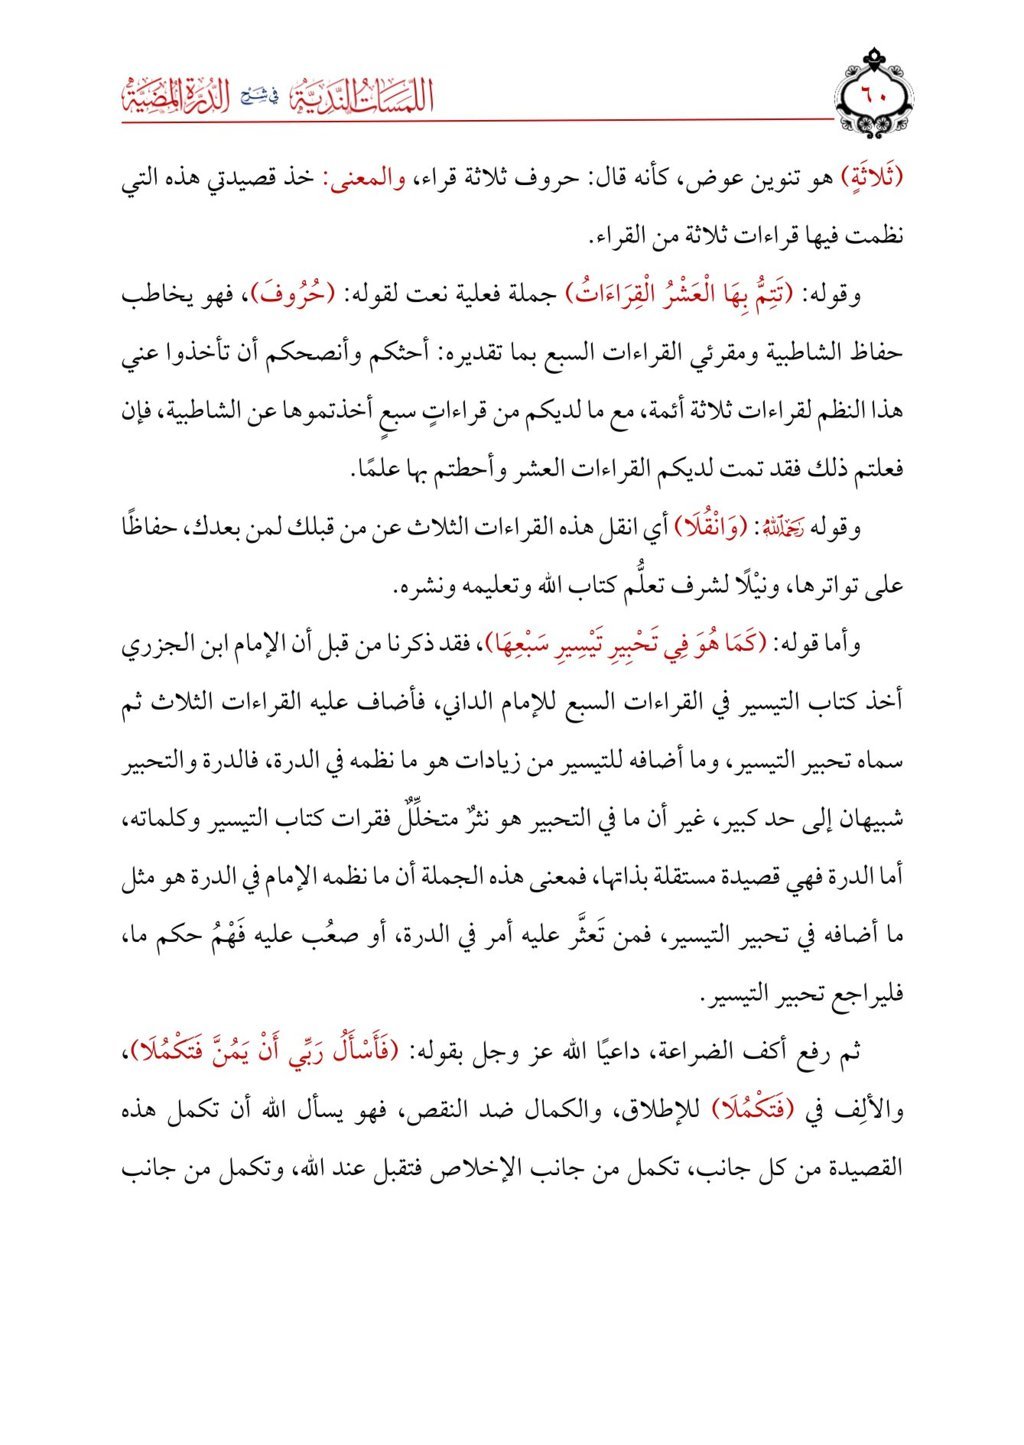 ٦٠
اللمسات الندية في شرح الدرة المضية
(ثَلاثَةٍ) هو تنوين عوض، كأنه قال: حروف ثلاثة قراء، والمعنى: خذ قصيدتي هذه التي
نظمت فيها قراءات ثلاثة من القراء.
وقوله: (تَتِمُّ بِهَا الْعَشْرُ الْقِرَاءَاتُ) جملة فعلية نعت لقوله: (حُرُوفَ)، فهو يخاطب
حفاظ الشاطبية ومقرئي القراءات السبع بما تقديره: أحثكم وأنصحكم أن تأخذوا عني
هذا النظم لقراءات ثلاثة أئمة، مع ما لديكم من قراءاتٍ سبعٍ أخذتموها عن الشاطبية، فإن
فعلتم ذلك فقد تمت لديكم القراءات العشر وأحطتم بها علمًا.
وقوله رَحِمَهُ اللَّهُ: (وَانْقُلَا) أي انقل هذه القراءات الثلاث عن من قبلك لمن بعدك، حفاظًا
على تواترها، ونيْلًا لشرف تعلُّم كتاب الله وتعليمه ونشره.
وأما قوله: (كَمَا هُوَ فِي تَحْبِيرِ تَيْسِيرِ سَبْعِهَا)، فقد ذكرنا من قبل أن الإمام ابن الجزري
أخذ كتاب التيسير في القراءات السبع للإمام الداني، فأضاف عليه القراءات الثلاث ثم
سماه تحبير التيسير، وما أضافه للتيسير من زيادات هو ما نظمه في الدرة، فالدرة والتحبير
شبيهان إلى حد كبير، غير أن ما في التحبير هو نثرٌ متخلِّلٌ فقرات كتاب التيسير وكلماته،
أما الدرة فهي قصيدة مستقلة بذاتها، فمعنى هذه الجملة أن ما نظمه الإمام في الدرة هو مثل
ما أضافه في تحبير التيسير، فمن تَعثَّر عليه أمر في الدرة، أو صعُب عليه فَهْمُ حكم ما،
فليراجع تحبير التيسير.
ثم رفع أكف الضراعة، داعيًا الله عز وجل بقوله: (فَأَسْأَلُ رَبِّي أَنْ يَمُنَّ فَتَكْمُلَا)،
والألِف في (فَتَكْمُلَا) للإطلاق، والكمال ضد النقص، فهو يسأل الله أن تكمل هذه
القصيدة من كل جانب، تكمل من جانب الإخلاص فتقبل عند الله، وتكمل من جانب